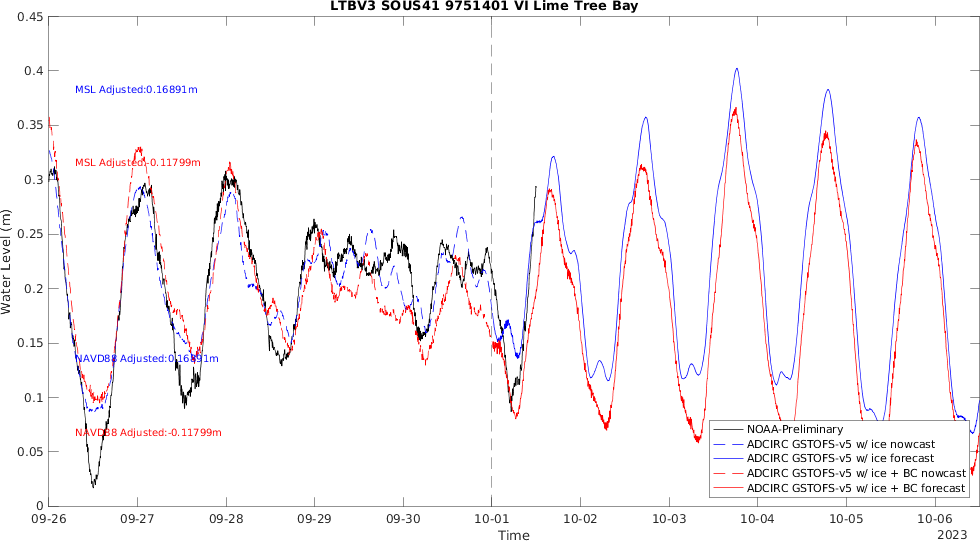 LTBV3 SOUS41 9751401 VI Lime Tree Bay
0.45
0.4
0.35
0.3
0.25
0.2
0.15
0.1
0.05
0
Water Level (m)
MSL Adjusted:0.16891m
MSL Adjusted:-0.11799m
NAVD88 Adjusted:0.16891m
NAVD88 Adjusted:-0.11799m
NOAA-Preliminary
ADCIRC GSTOFS-v5 w/ ice nowcast
ADCIRC GSTOFS-v5 w/ ice forecast
ADCIRC GSTOFS-v5 w/ ice + BC nowcast
ADCIRC GSTOFS-v5 w/ ice + BC forecast
09-26 09-27 09-28 09-29 09-30 10-01 10-02 10-03 10-04 10-05 10-06
Time
2023